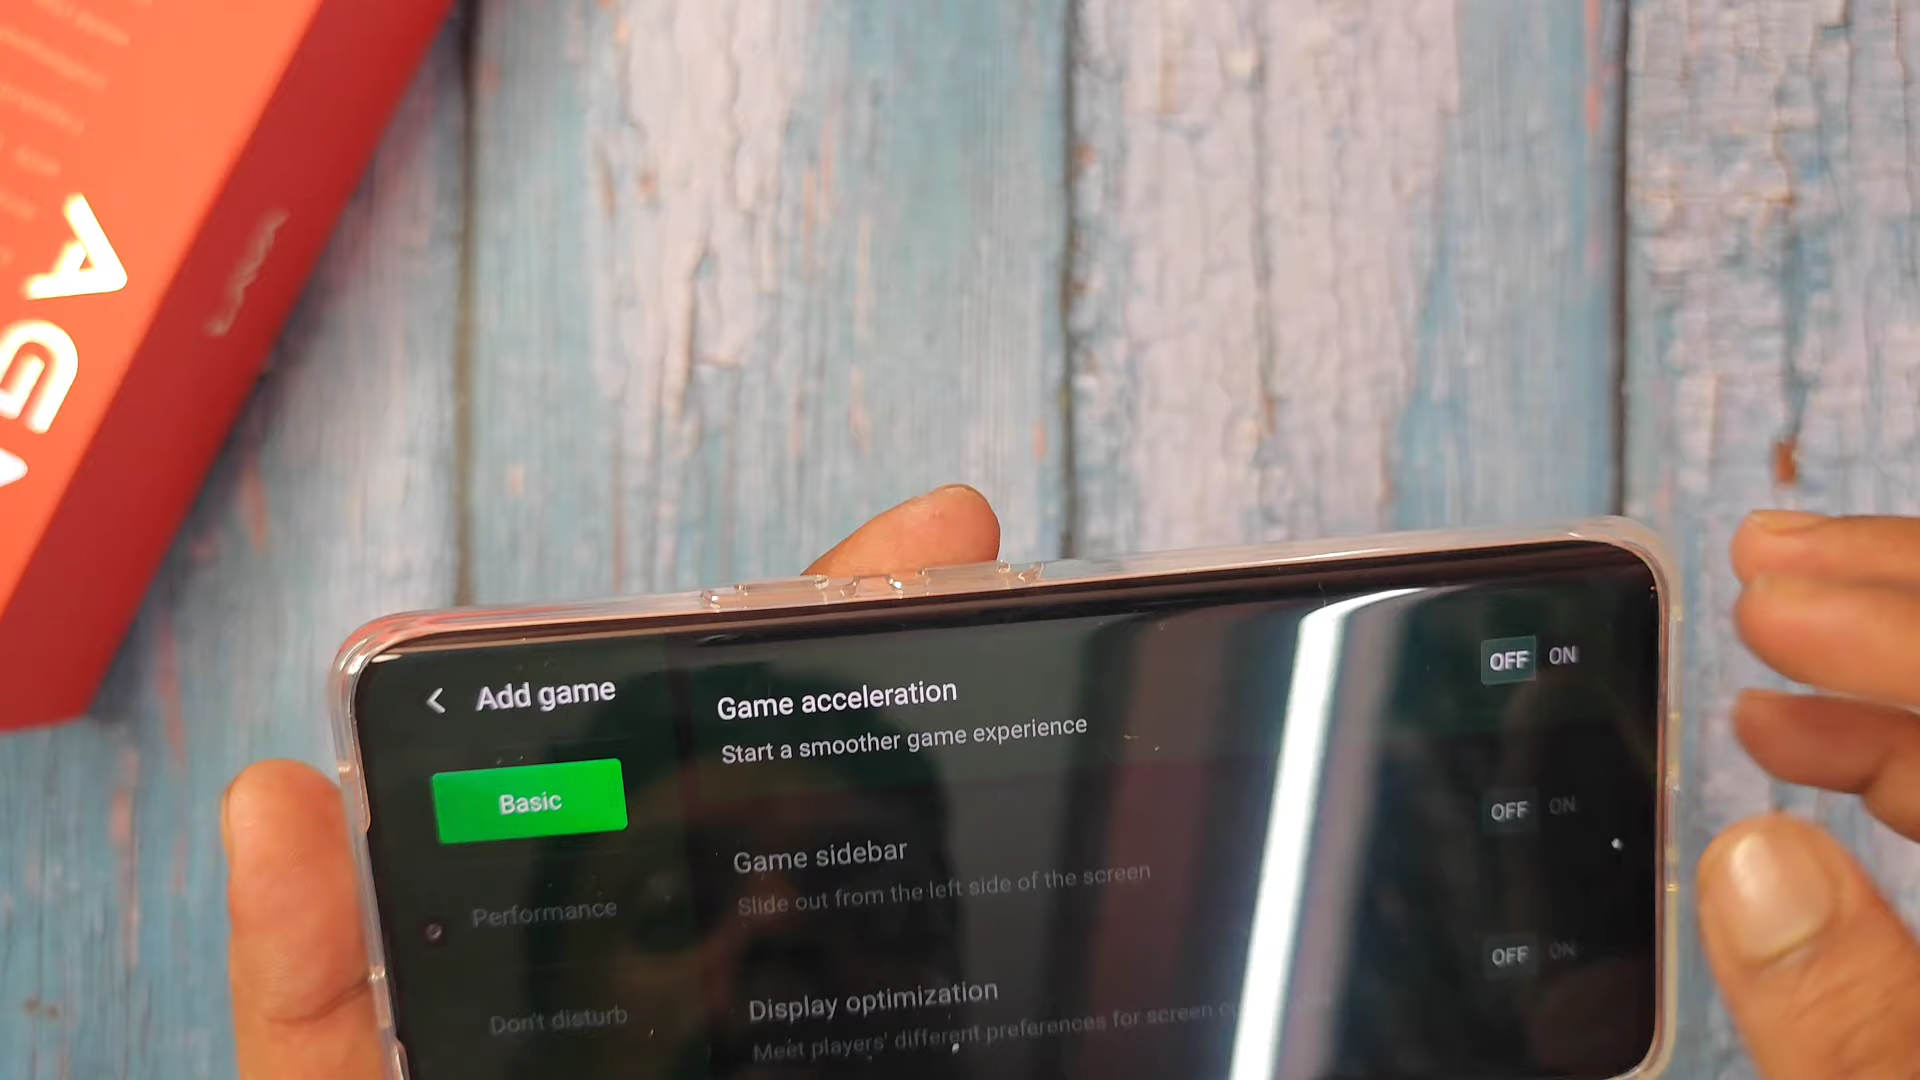 AGN
Add game
Basic
Performance
Don't disturb
Game acceleration
Start a smoother game experience
OFF ON
Game sidebar
Slide out from the left side of the screen
OFF ON
Display optimization
Meet players' different preferences for screen
OFF ON